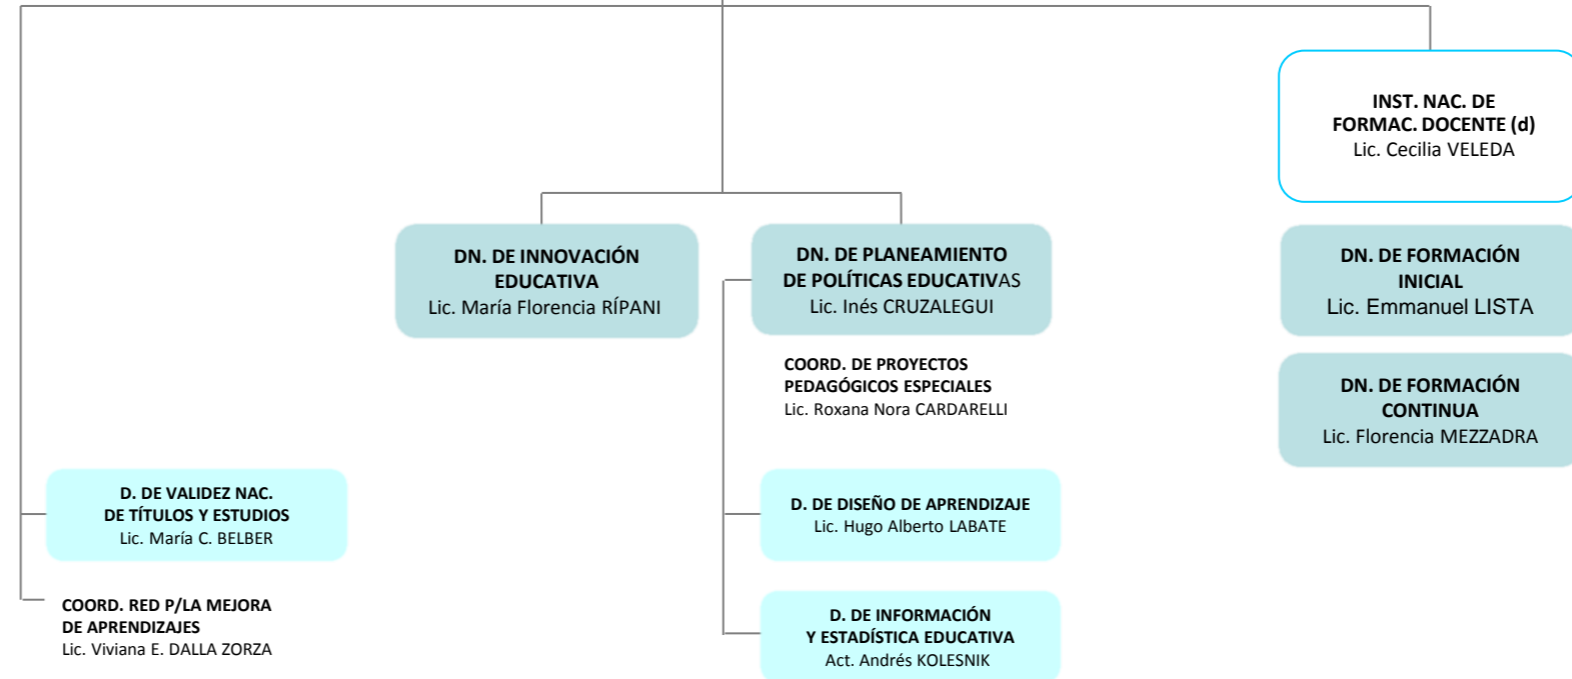 INST. NAC. DE
FORMAC. DOCENTE (d)
Lic. Cecilia VELEDA
DN. DE INNOVACIÓN
EDUCATIVA
Lic. María Florencia RÍPANI
DN. DE PLANEAMIENTO
DE POLÍTICAS EDUCATIVAS
Lic. Inés CRUZALEGUI
DN. DE FORMACIÓN
INICIAL
Lic. Emmanuel LISTA
COORD. DE PROYECTOS
PEDAGÓGICOS ESPECIALES
Lic. Roxana Nora CARDARELLI
DN. DE FORMACIÓN
CONTINUA
Lic. Florencia MEZZADRA
D. DE VALIDEZ NAC.
DE TÍTULOS Y ESTUDIOS
Lic. María C. BELBER
D. DE DISEÑO DE APRENDIZAJE
Lic. Hugo Alberto LABATE
COORD. RED P/LA MEJORA
DE APRENDIZAJES
Lic. Viviana E. DALLA ZORZA
D. DE INFORMACIÓN
Y ESTADÍSTICA EDUCATIVA
Act. Andrés KOLESNIK